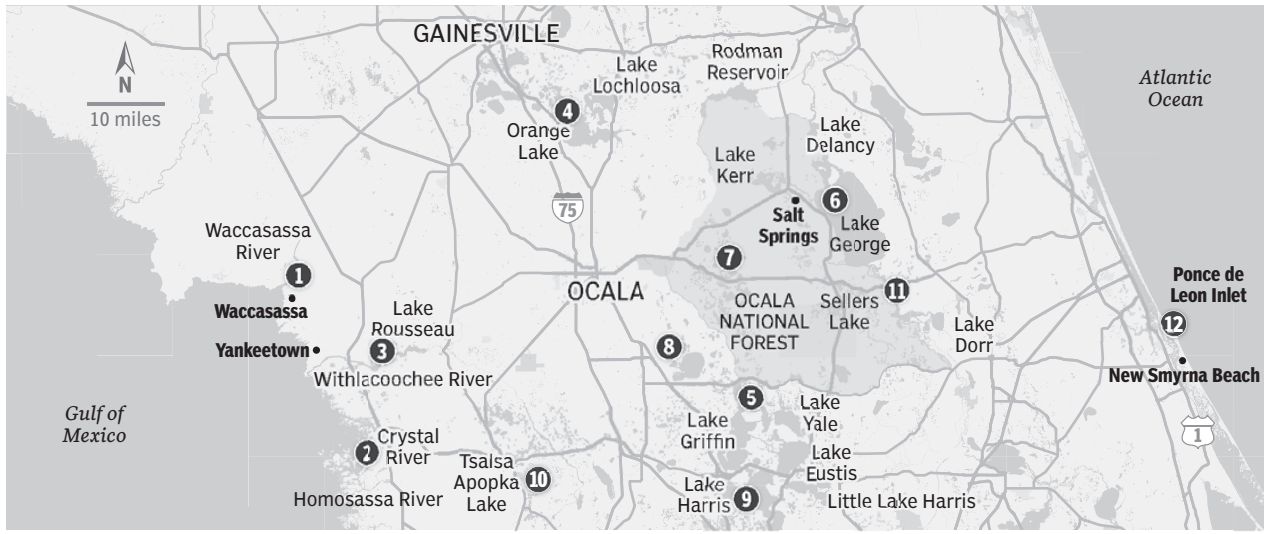 GAINESVILLE
Rodman
Reservoir
Lake
Lochloosa
Atlantic
Ocean
N
10 miles
4
Orange
Lake
Lake
Delancy
Lake
Kerr
75
6
Salt
Springs
Lake
George
Waccasassa
River
1
Waccasassa
7
Ponce de
Leon Inlet
12
OCALA
11
OCALA
NATIONAL
FOREST
Sellers
Lake
Lake
Rousseau
3
Yankeetown
8
Lake
Dorr
New Smyrna Beach
Withlacoochee River
5
Gulf of
Mexico
Lake
Griffin
Lake
Yale
1
2
Crystal
River
Tsalsa
Apopka
Lake
10
Lake
Eustis
Lake
Harris
9
Homosassa River
Little Lake Harris